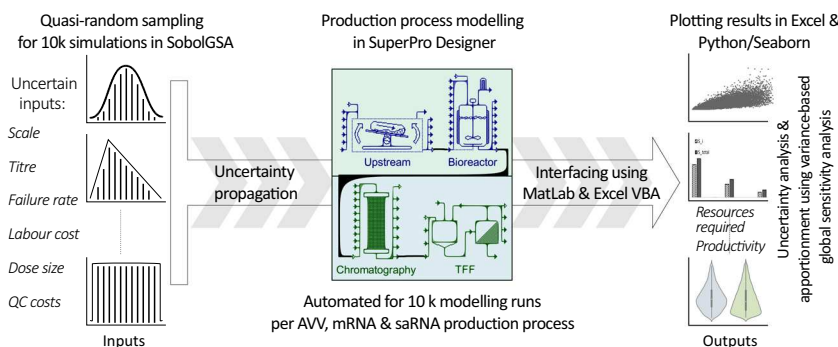 Quasi-random sampling
for 10k simulations in SobolGSA
Uncertain
inputs:
Scale
Titre
Failure rate
Labour cost
Dose size
QC costs
Inputs
Uncertainty
propagation
Production process modelling
in SuperPro Designer
Upstream
Bioreactor
Chromatography
TFF
Automated for 10 k modelling runs
per AVV, mRNA & saRNA production process
Interfacing using
MatLab & Excel VBA
Plotting results in Excel &
Python/Seaborn
Resources
required
Productivity
Outputs
Uncertainty analysis &
apportionment using variance-based
global sensitivity analysis